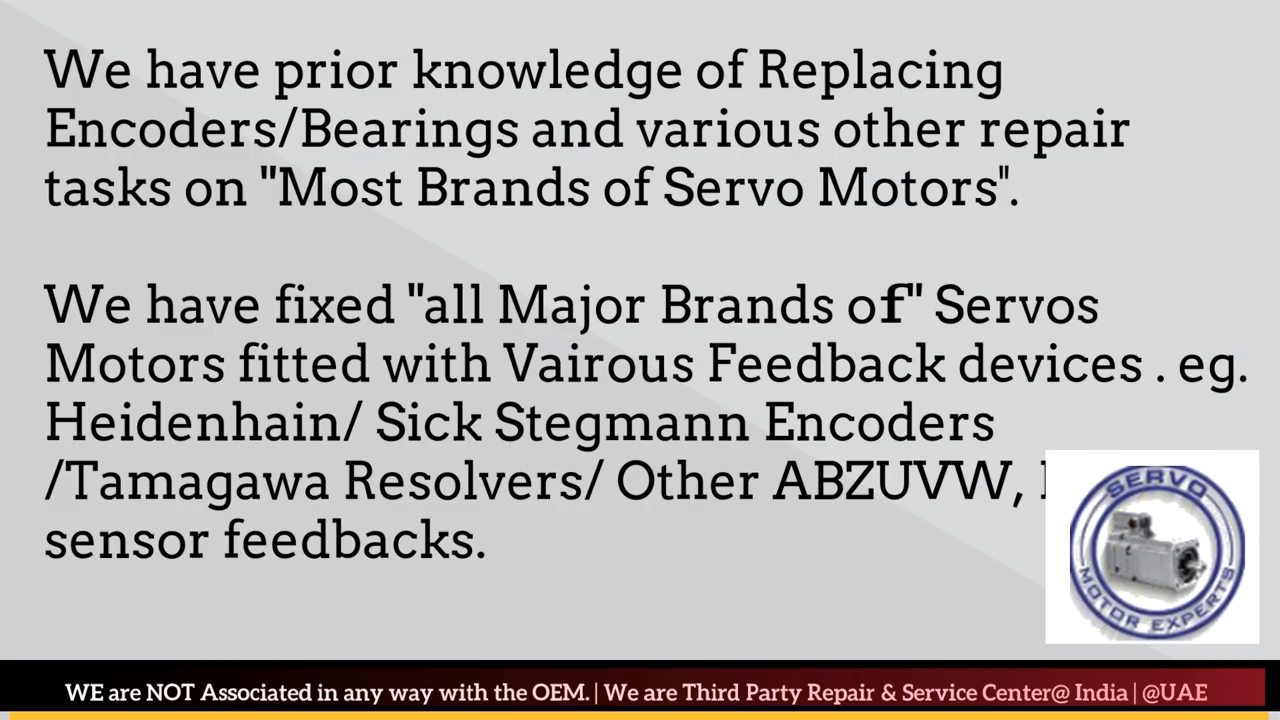 We have prior knowledge of Replacing
Encoders/Bearings and various other repair
tasks on "Most Brands of Servo Motors".
We have fixed "all Major Brands of" Servos
Motors fitted with Vairous Feedback devices . eg.
Heidenhain/ Sick Stegmann Encoders
/Tamagawa Resolvers/ Other ABZUVW,
sensor feedbacks.
SERVO
MOTOR EXPERTS
WE are NOT Associated in any way with the OEM. | We are Third Party Repair & Service Center@ India | @UAE